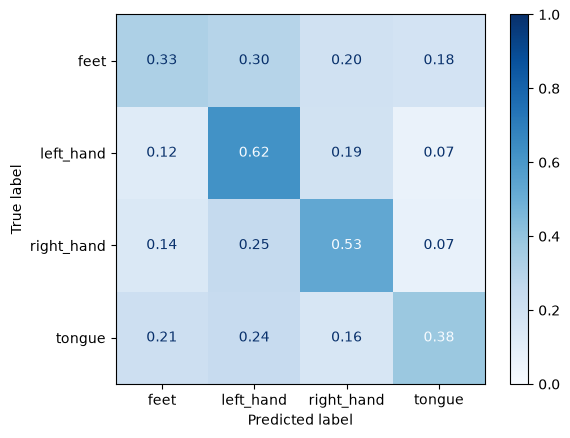 1.0
feet 0.33 0.30 0.20 0.18
0.8
left_hand 0.12 0.62 0.19 0.07
0.6
True label
0.4
right_hand 0.14 0.25 0.53 0.07
0.2
tongue 0.21 0.24 0.16 0.38
0.0
feet left_hand right_hand tongue
Predicted label